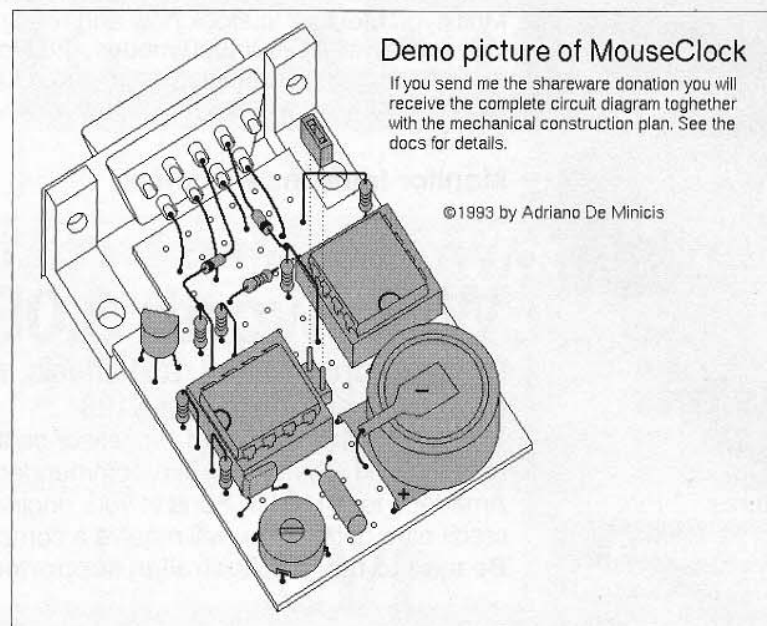 Demo picture of MouseClock
If you send me the shareware donation you will
receive the complete circuit diagram toghether
with the mechanical construction plan. See the
docs for details.
©1993 by Adriano De Minicis
-
+